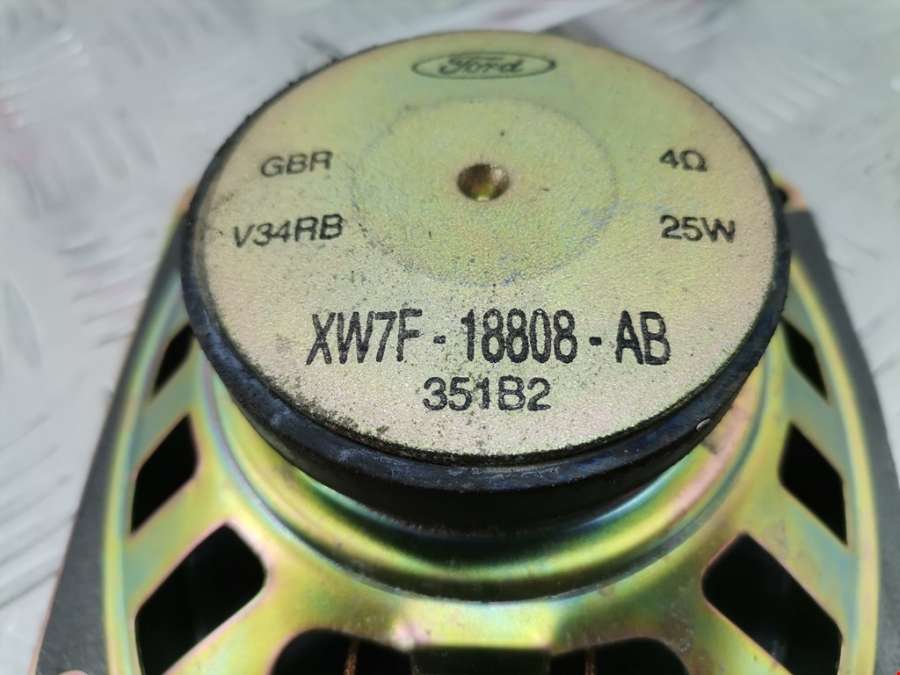 Ford
GBR 4Ω
V34RB 25W
XW7F-18808-AB
351B2